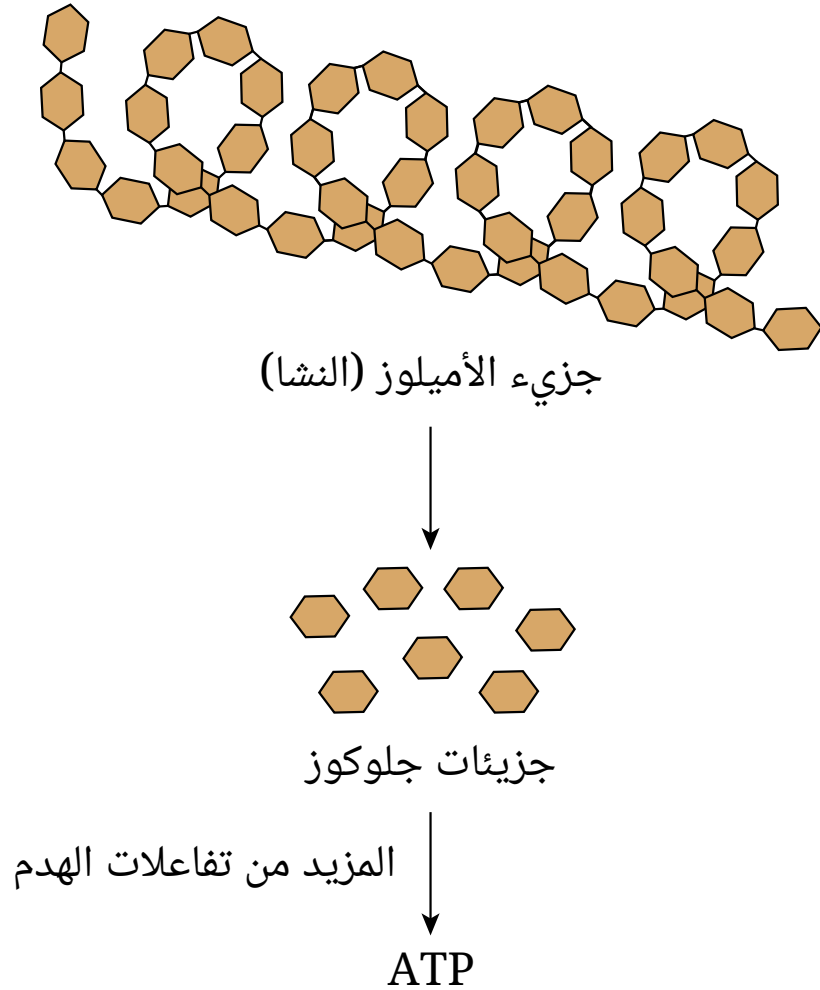 جزيء الأميلوز (النشا)
جزيئات جلوكوز
المزيد من تفاعلات الهدم
ATP